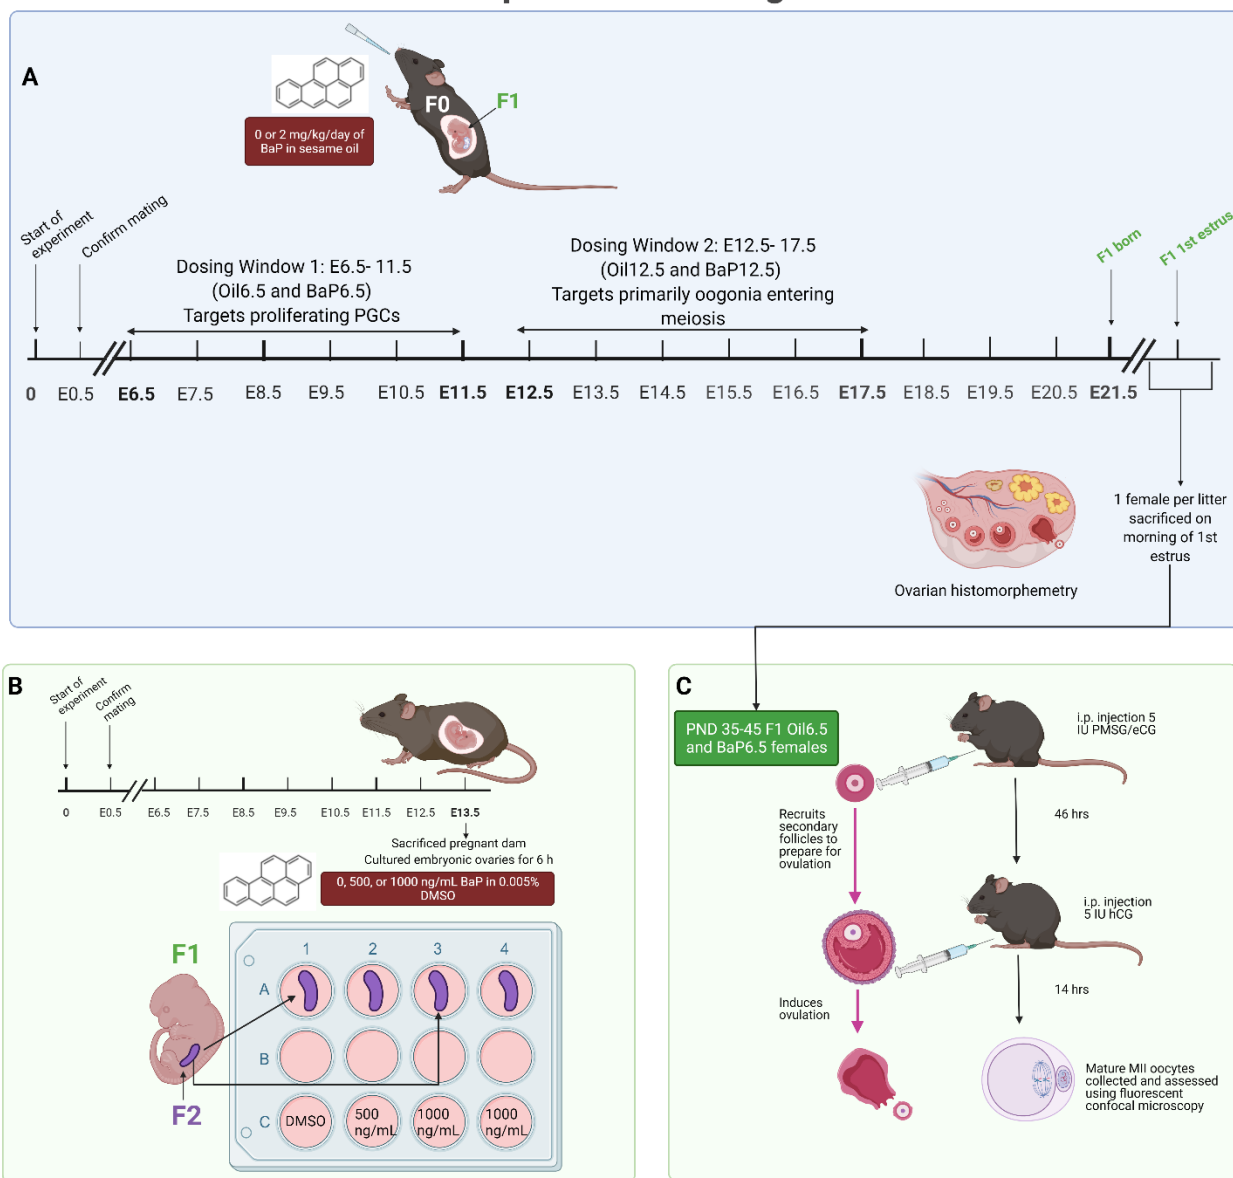 A
F0
F1
0 or 2 mg/kg/day of
BaP in sesame oil
Start of
experiment
Confirm mating
Dosing Window 1: E6.5- 11.5
(Oil6.5 and BaP6.5)
Targets proliferating PGCs
Dosing Window 2: E12.5- 17.5
(Oil12.5 and BaP12.5)
Targets primarily oogonia entering
meiosis
F1 born
F1 1st estrus
0 E0.5 E6.5 E7.5 E8.5 E9.5 E10.5 E11.5 E12.5 E13.5 E14.5 E15.5 E16.5 E17.5 E18.5 E19.5 E20.5 E21.5
Ovarian histomorphemetry
1 female per litter
sacrificed on
morning of 1st
estrus
B
Start of
experiment
Confirm
mating
0 E0.5 E6.5 E7.5 E8.5 E9.5 E10.5 E11.5 E12.5 E13.5
Sacrificed pregnant dam
Cultured embryonic ovaries for 6 h
0, 500, or 1000 ng/mL BaP in 0.005%
DMSO
F1
F2
1 2 3 4
A
B
C
DMSO
500
ng/mL
1000
ng/mL
1000
ng/mL
C
PND 35-45 F1 Oil6.5
and BaP6.5 females
i.p. injection 5
IU PMSG/eCG
Recruits
secondary
follicles to
prepare for
ovulation
46 hrs
i.p. injection
5 IU hCG
Induces
ovulation
14 hrs
Mature MII oocytes
collected and assessed
using fluorescent
confocal microscopy